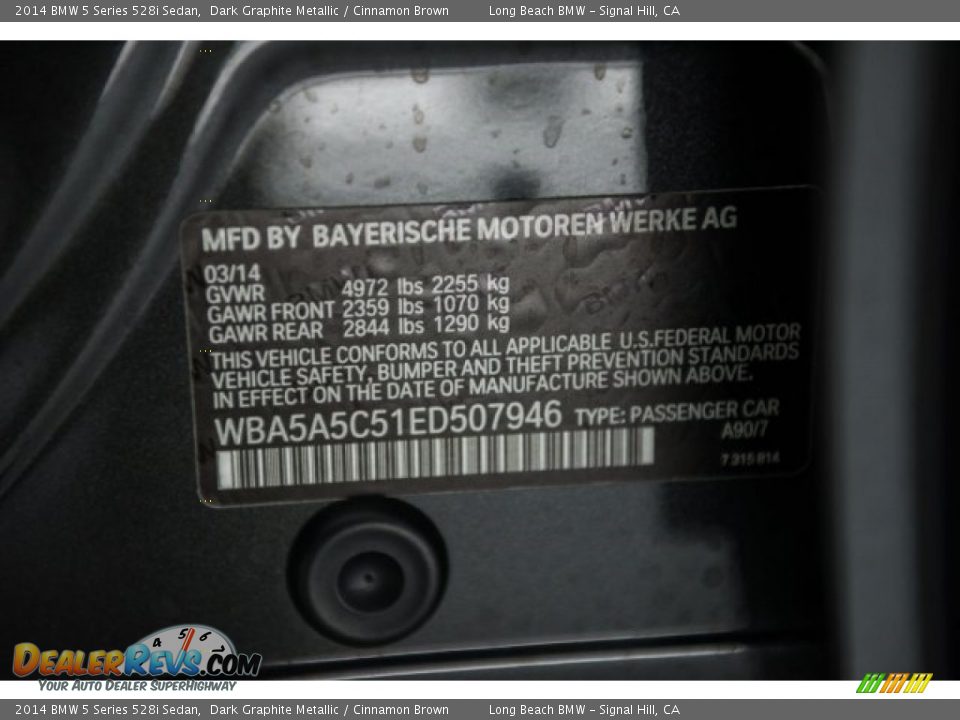 2014 BMW 5 Series 528i Sedan,  Dark Graphite Metallic / Cinnamon Brown  Long Beach BMW - Signal Hill, CA
MFD BY BAYERISCHE MOTOREN WERKE AG
03/14
GVWR 4972 lbs 2255 kg
GAWR FRONT 2359 lbs 1070 kg
GAWR REAR 2844 lbs 1290 kg
THIS VEHICLE CONFORMS TO ALL APPLICABLE U.S.FEDERAL MOTOR
VEHICLE SAFETY, BUMPER AND THEFT PREVENTION STANDARDS
IN EFFECT ON THE DATE OF MANUFACTURE SHOWN ABOVE.
WBA5A5C51ED507946 TYPE: PASSENGER CAR
A90/7
7 315 814
4 5 6
DealerRevs.com
Your Auto Dealer SuperHighway
2014 BMW 5 Series 528i Sedan,  Dark Graphite Metallic / Cinnamon Brown  Long Beach BMW - Signal Hill, CA